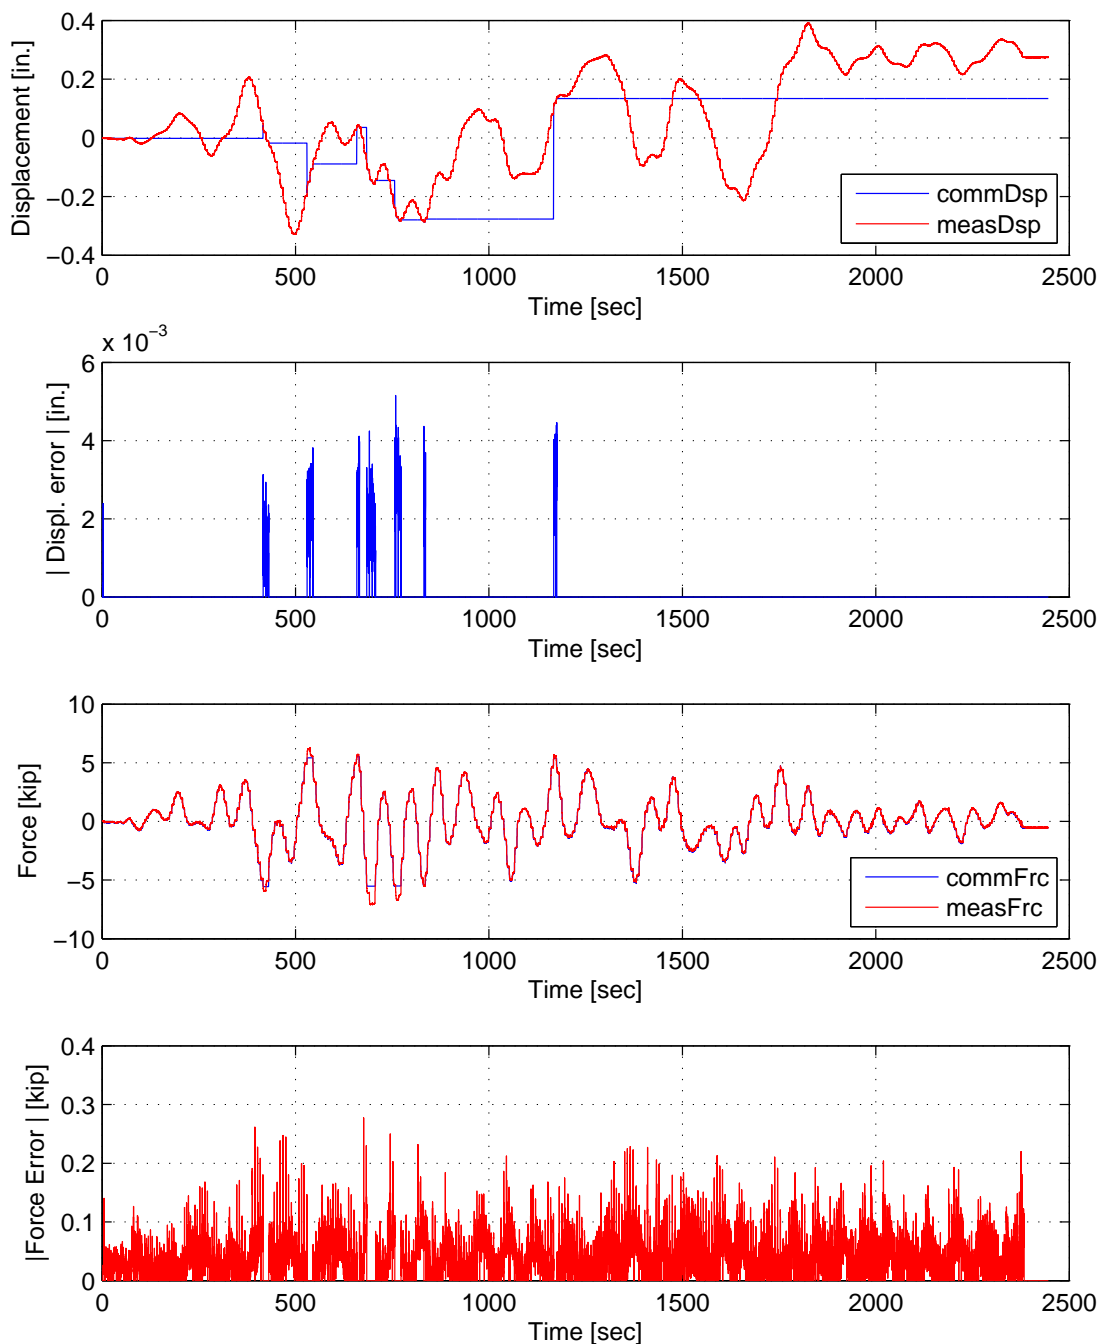 0.4
0.2
0
−0.2
−0.4
Displacement [in.]
commDsp
measDsp
0 500 1000 1500 2000 2500
Time [sec]
x 10−3
6
4
2
0
| Displ. error | [in.]
0 500 1000 1500 2000 2500
Time [sec]
10
5
0
−5
−10
Force [kip]
commFrc
measFrc
0 500 1000 1500 2000 2500
Time [sec]
0.4
0.3
0.2
0.1
0
|Force Error | [kip]
0 500 1000 1500 2000 2500
Time [sec]